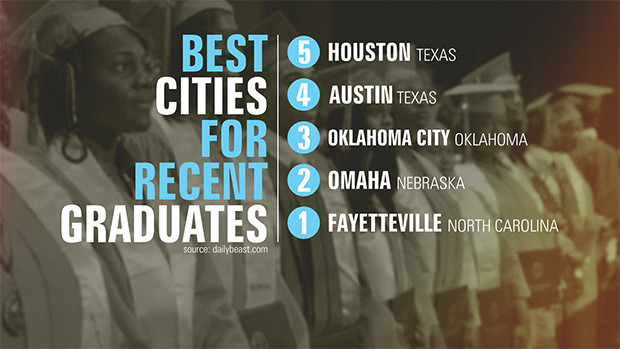 BEST
CITIES
FOR
RECENT
GRADUATES
source: dailybeast.com
5 HOUSTON TEXAS
4 AUSTIN TEXAS
3 OKLAHOMA CITY OKLAHOMA
2 OMAHA NEBRASKA
1 FAYETTEVILLE NORTH CAROLINA